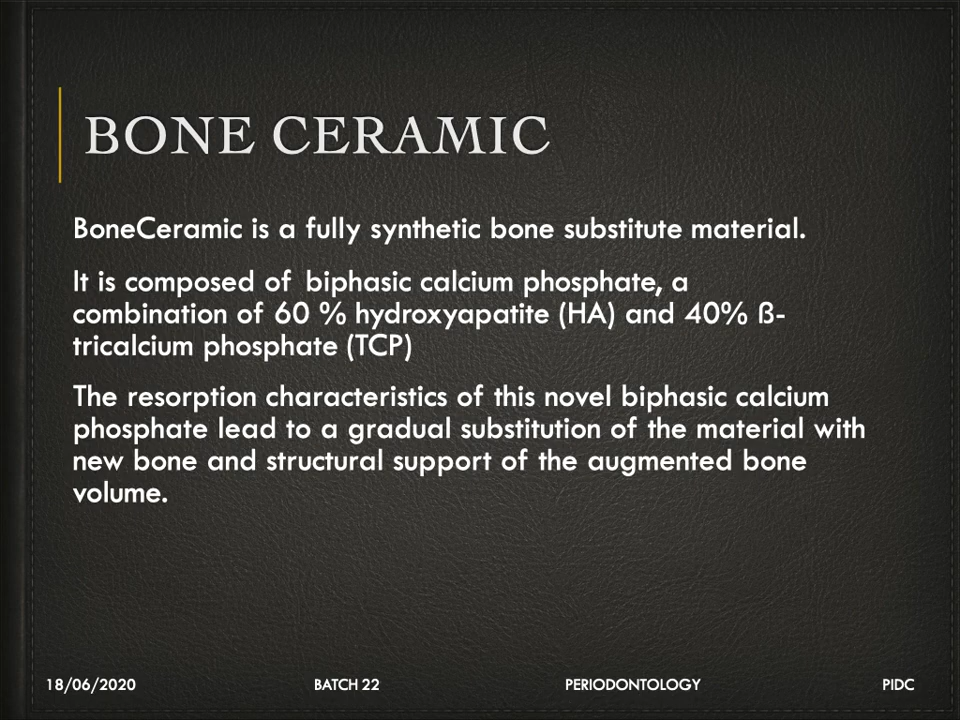 BONE CERAMIC
BoneCeramic is a fully synthetic bone substitute material.
It is composed of biphasic calcium phosphate, a
combination of 60 % hydroxyapatite (HA) and 40% ß-
tricalcium phosphate (TCP)
The resorption characteristics of this novel biphasic calcium
phosphate lead to a gradual substitution of the material with
new bone and structural support of the augmented bone
volume.
18/06/2020 BATCH 22 PERIODONTOLOGY PIDC